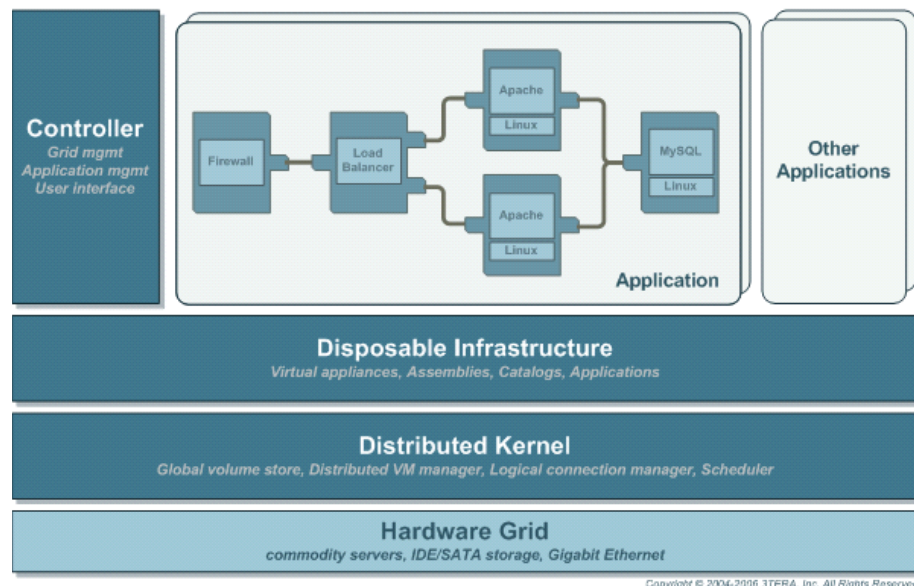 Controller
Grid mgmt
Application mgmt
User interface
Firewall
Load
Balancer
Apache
Linux
Apache
Linux
MySQL
Linux
Application
Other
Applications
Disposable Infrastructure
Virtual appliances, Assemblies, Catalogs, Applications
Distributed Kernel
Global volume store, Distributed VM manager, Logical connection manager, Scheduler
Hardware Grid
commodity servers, IDE/SATA storage, Gigabit Ethernet
Copyright © 2004-2006 3TERA, Inc. All Rights Reserved